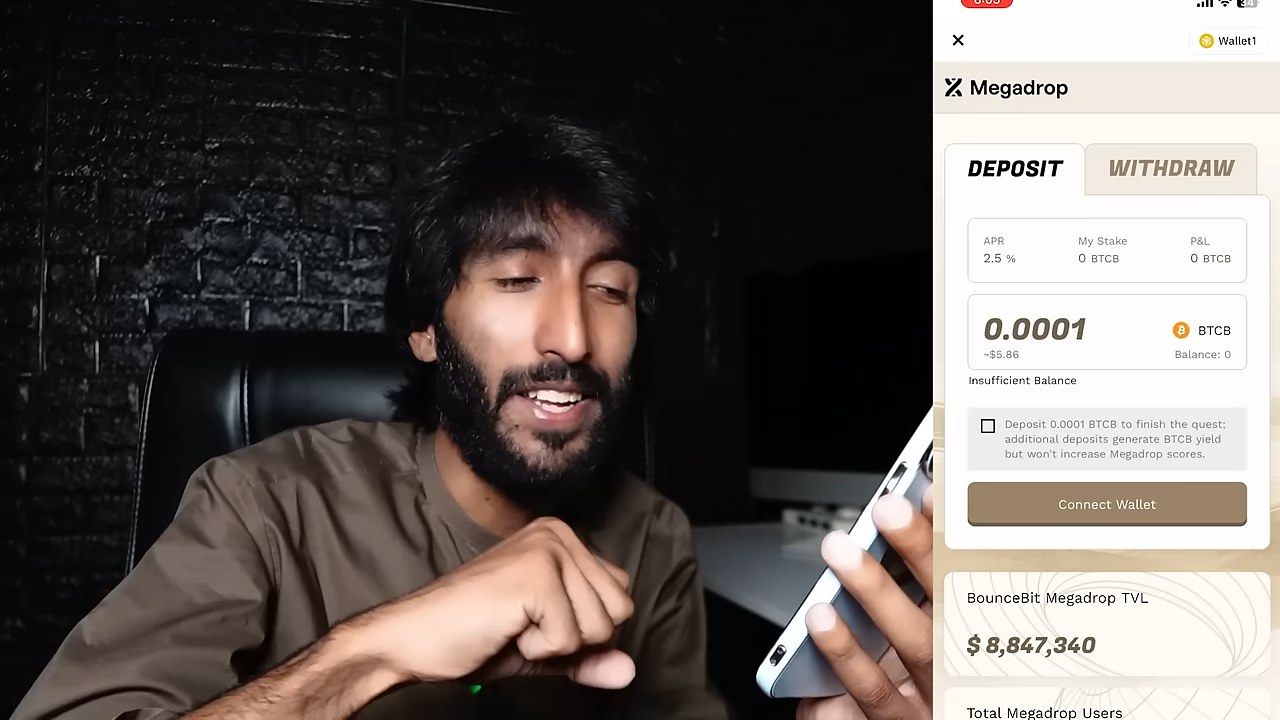 Wallet1
Megadrop
DEPOSIT
WITHDRAW
APR
My Stake
P&L
2.5 %
0 BTCB
0 BTCB
0.0001
BTCB
~$5.86
Balance: 0
Insufficient Balance
Deposit 0.0001 BTCB to finish the quest;
additional deposits generate BTCB yield
but won't increase Megadrop scores.
Connect Wallet
BounceBit Megadrop TVL
$ 8,847,340
Total Megadrop Users